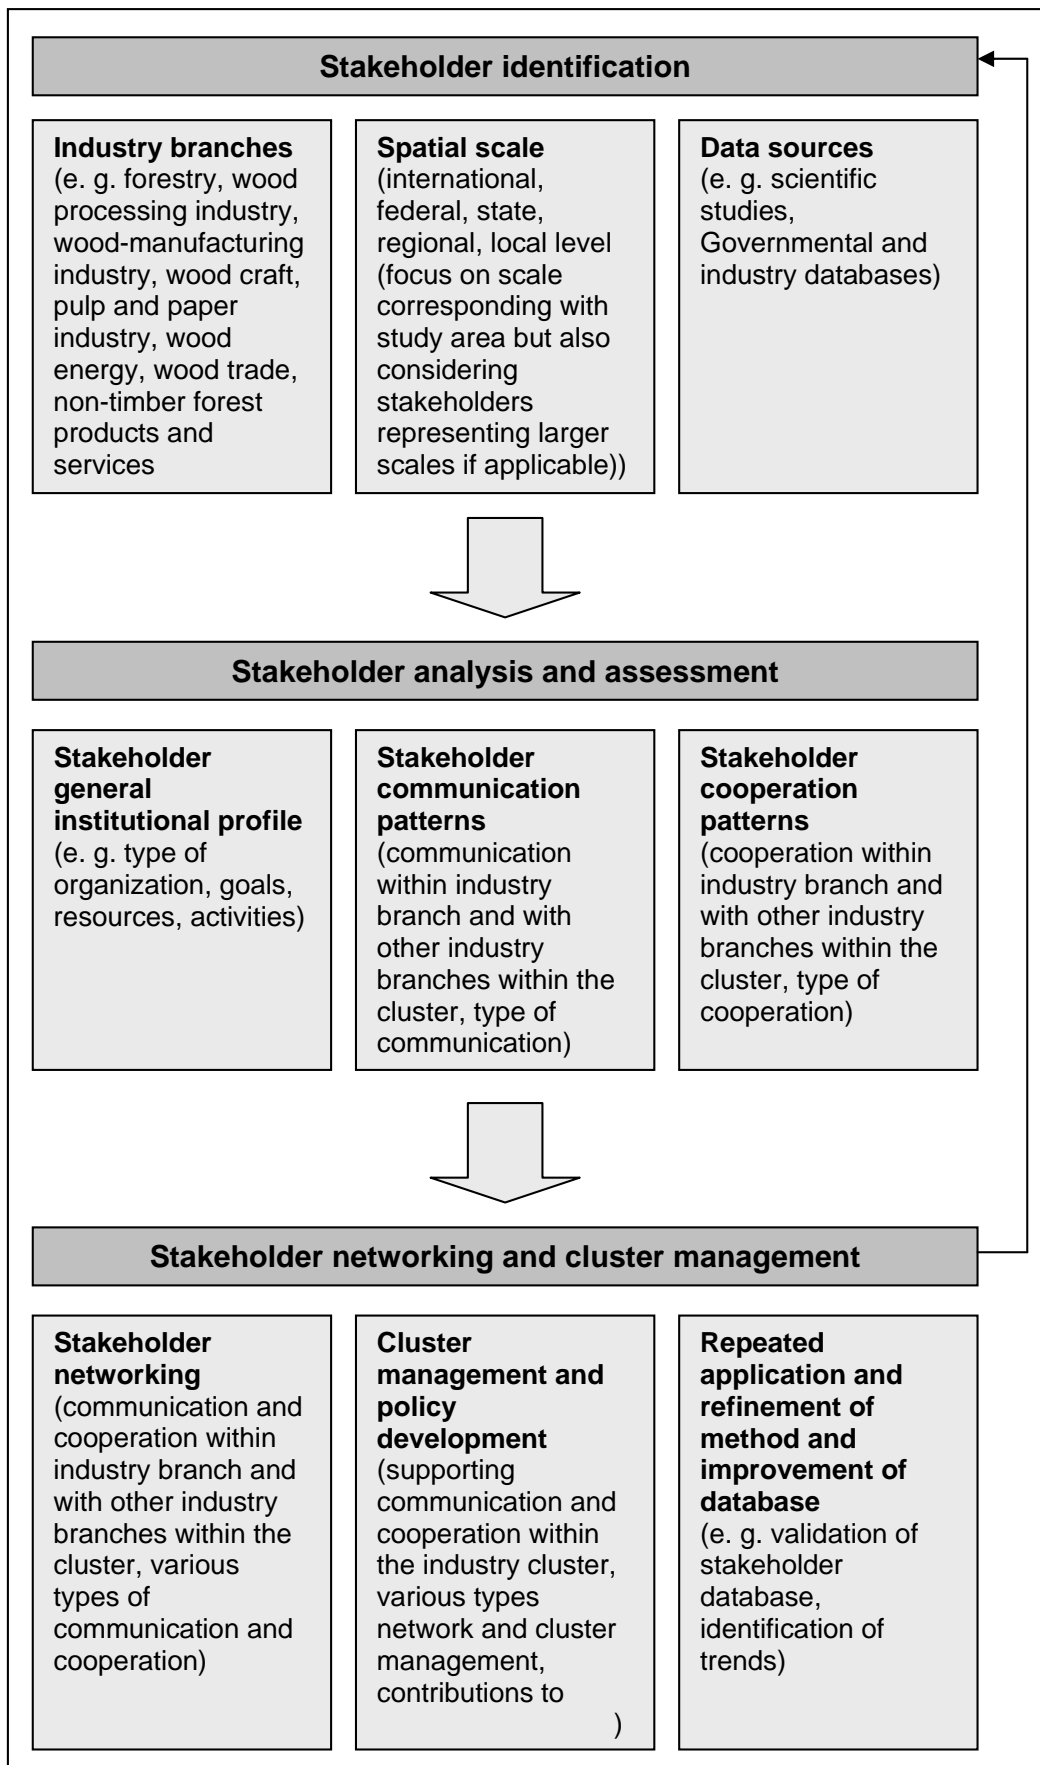 Stakeholder identification
Industry branches
(e. g. forestry, wood
processing industry,
wood-manufacturing
industry, wood craft,
pulp and paper
industry, wood
energy, wood trade,
non-timber forest
products and
services
Spatial scale
(international,
federal, state,
regional, local level
(focus on scale
corresponding with
study area but also
considering
stakeholders
representing larger
scales if applicable))
Data sources
(e. g. scientific
studies,
Governmental and
industry databases)
Stakeholder analysis and assessment
Stakeholder
general
institutional profile
(e. g. type of
organization, goals,
resources, activities)
Stakeholder
communication
patterns
(communication
within industry
branch and with
other industry
branches within the
cluster, type of
communication)
Stakeholder
cooperation
patterns
(cooperation within
industry branch and
with other industry
branches within the
cluster, type of
cooperation)
Stakeholder networking and cluster management
Stakeholder
networking
(communication and
cooperation within
industry branch and
with other industry
branches within the
cluster, various
types of
communication and
cooperation)
Cluster
management and
policy
development
(supporting
communication and
cooperation within
the industry cluster,
various types
network and cluster
management,
contributions to
)
Repeated
application and
refinement of
method and
improvement of
database
(e. g. validation of
stakeholder
database,
identification of
trends)